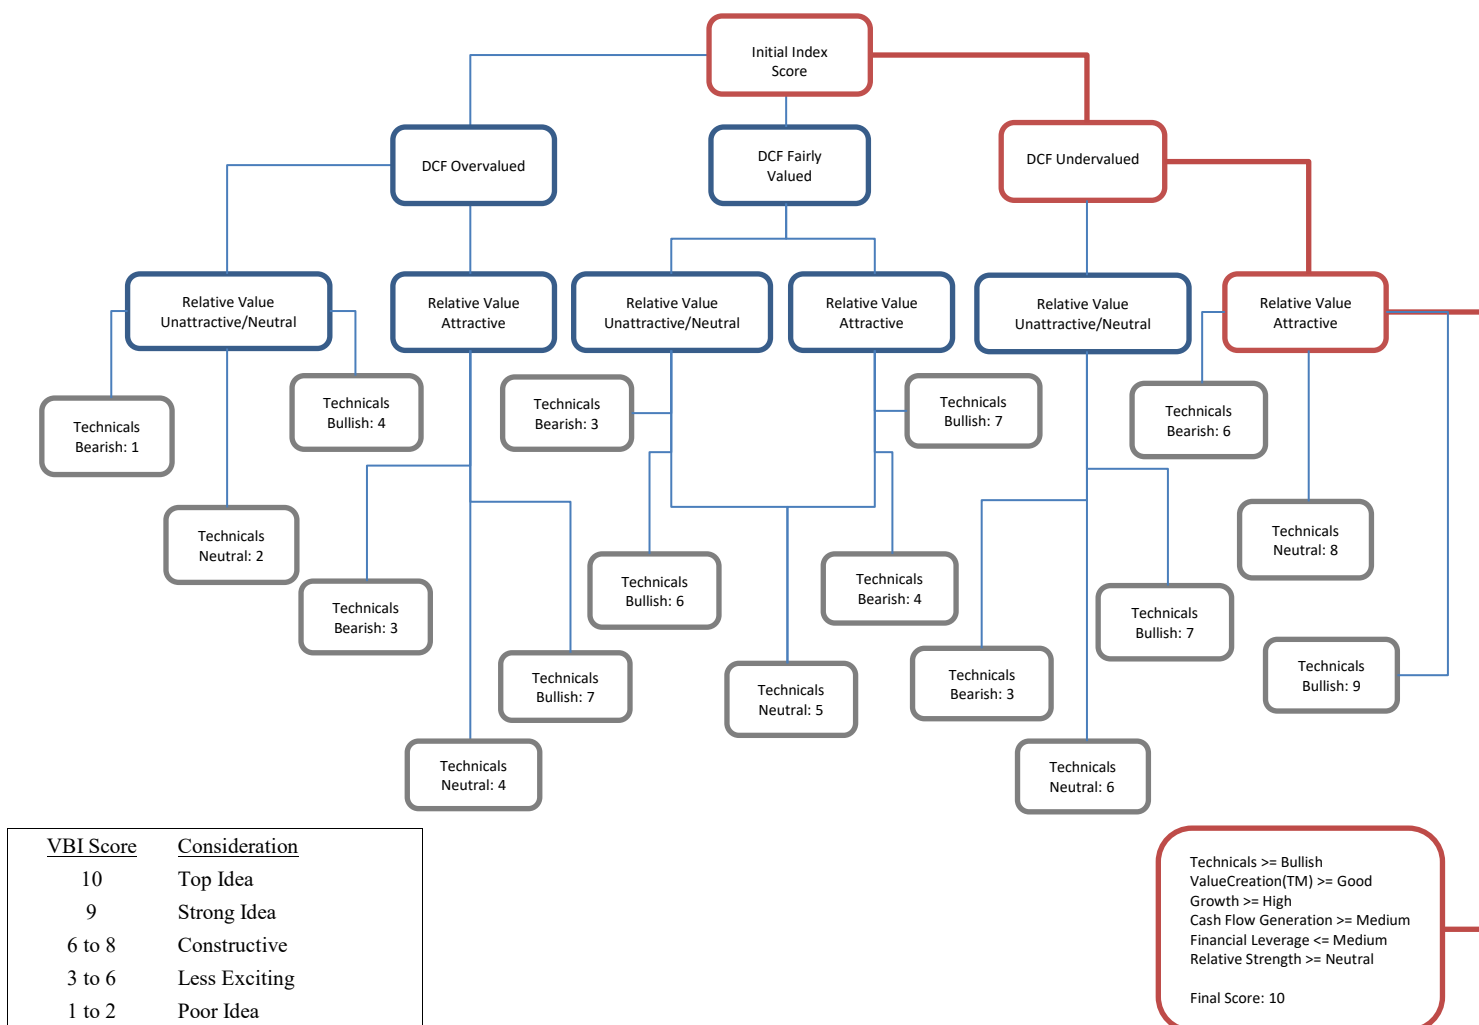 Initial Index
Score
DCF Overvalued
DCF Fairly
Valued
DCF Undervalued
Relative Value
Unattractive/Neutral
Relative Value
Attractive
Relative Value
Unattractive/Neutral
Relative Value
Attractive
Relative Value
Unattractive/Neutral
Relative Value
Attractive
Technicals
Bearish: 1
Technicals
Bullish: 4
Technicals
Bearish: 3
Technicals
Bullish: 7
Technicals
Bearish: 6
Technicals
Neutral: 2
Technicals
Neutral: 8
Technicals
Bearish: 3
Technicals
Bullish: 6
Technicals
Bearish: 4
Technicals
Bullish: 7
Technicals
Bullish: 7
Technicals
Neutral: 5
Technicals
Bearish: 3
Technicals
Bullish: 9
Technicals
Neutral: 4
Technicals
Neutral: 6
VBI Score Consideration
10 Top Idea
9 Strong Idea
6 to 8 Constructive
3 to 6 Less Exciting
1 to 2 Poor Idea
Technicals >= Bullish
ValueCreation(TM) >= Good
Growth >= High
Cash Flow Generation >= Medium
Financial Leverage <= Medium
Relative Strength >= Neutral
Final Score: 10